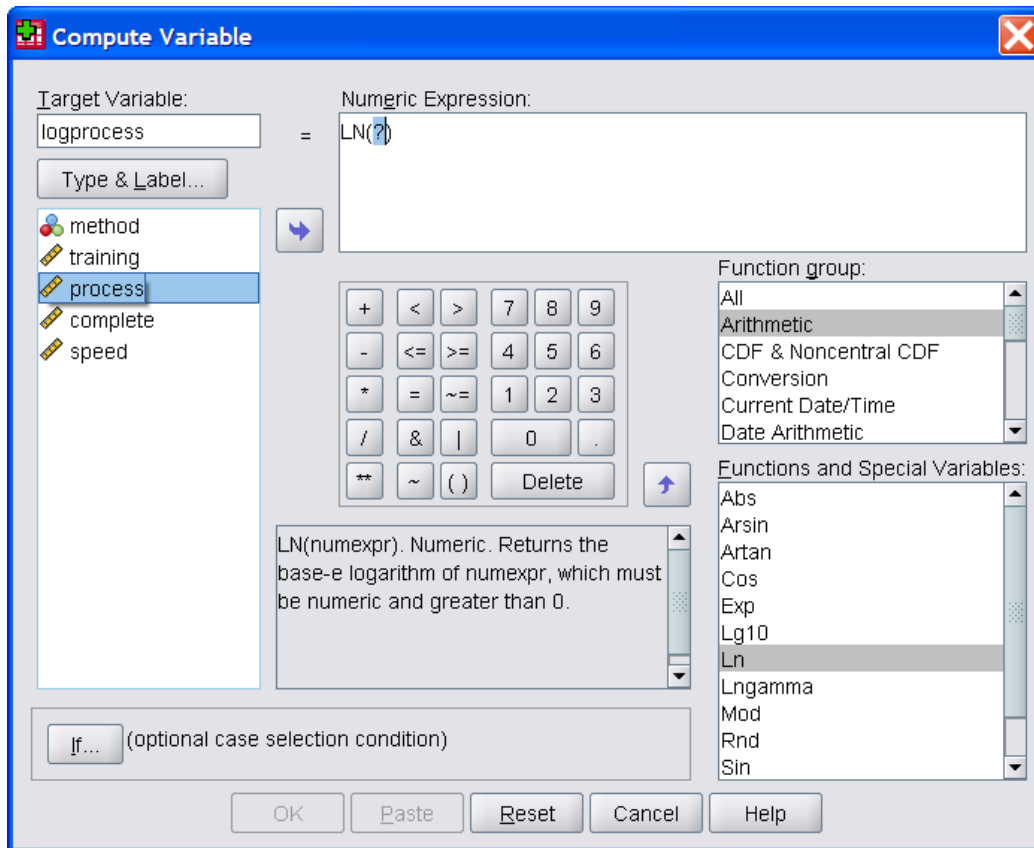 Compute Variable
Target Variable:
Numeric Expression:
logprocess
=
LN(?)
Type & Label...
method
training
process
complete
speed
Function group:
All
Arithmetic
CDF & Noncentral CDF
Conversion
Current Date/Time
Date Arithmetic
+ < > 7 8 9
- <= >= 4 5 6
* = ~= 1 2 3
/ & | 0 .
** ~ ( ) Delete
Functions and Special Variables:
Abs
Arsin
Artan
Cos
Exp
Lg10
Ln
Lngamma
Mod
Rnd
Sin
LN(numexpr). Numeric. Returns the
base-e logarithm of numexpr, which must
be numeric and greater than 0.
If... (optional case selection condition)
OK Paste Reset Cancel Help